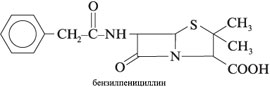 O
CH₂ C NH S CH₃
CH₃
O N COOH
бензилпенициллин